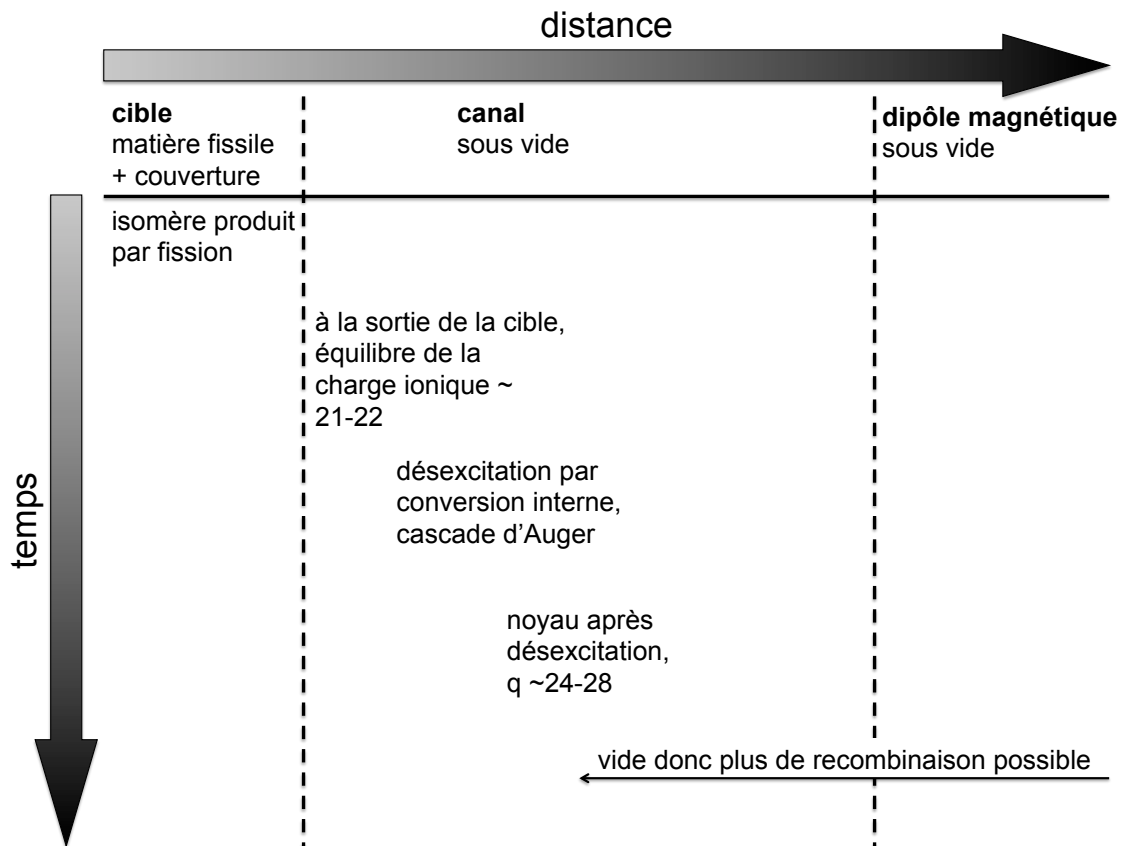 distance
cible
matière fissile
+ couverture
canal
sous vide
dipôle magnétique
sous vide
temps
isomère produit
par fission
à la sortie de la cible,
équilibre de la
charge ionique ~
21-22
désexcitation par
conversion interne,
cascade d’Auger
noyau après
désexcitation,
q ~24-28
vide donc plus de recombinaison possible